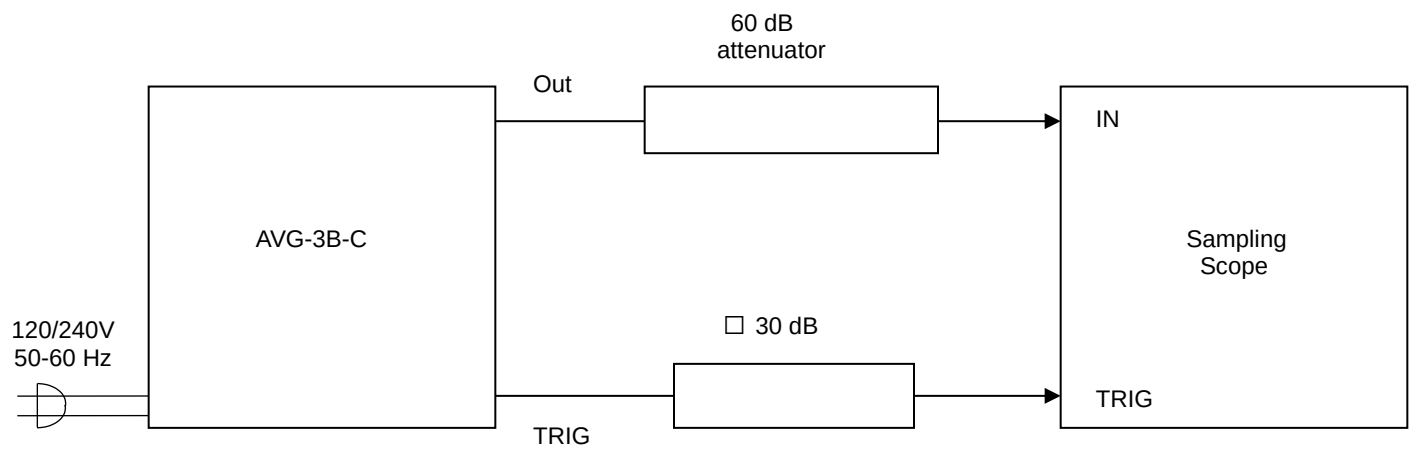 60 dB
attenuator
Out
IN
AVG-3B-C
Sampling
Scope
120/240V
50-60 Hz
□ 30 dB
TRIG
TRIG